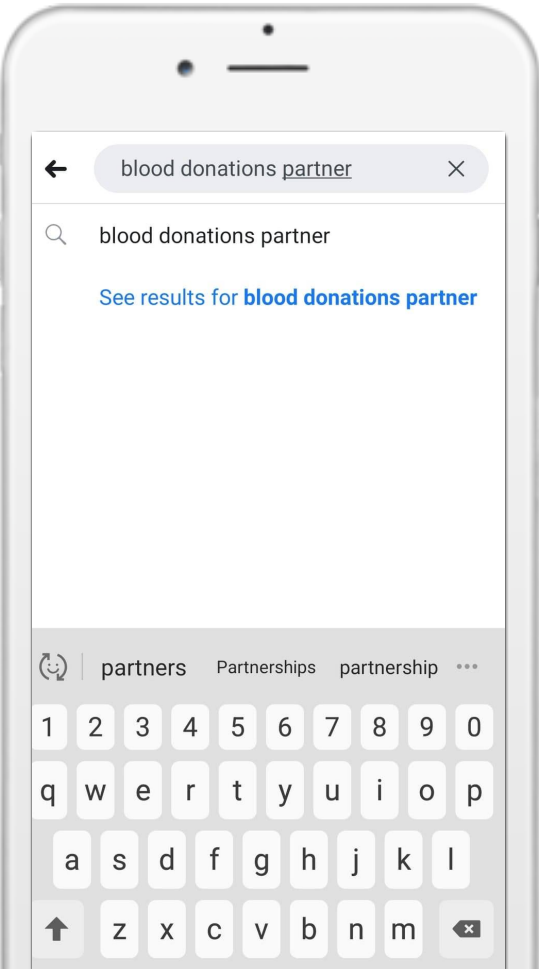 blood donations partner
blood donations partner
See results for blood donations partner
partners Partnerships partnership
1 2 3 4 5 6 7 8 9 0
q w e r t y u i o p
a s d f g h j k l
z x c v b n m